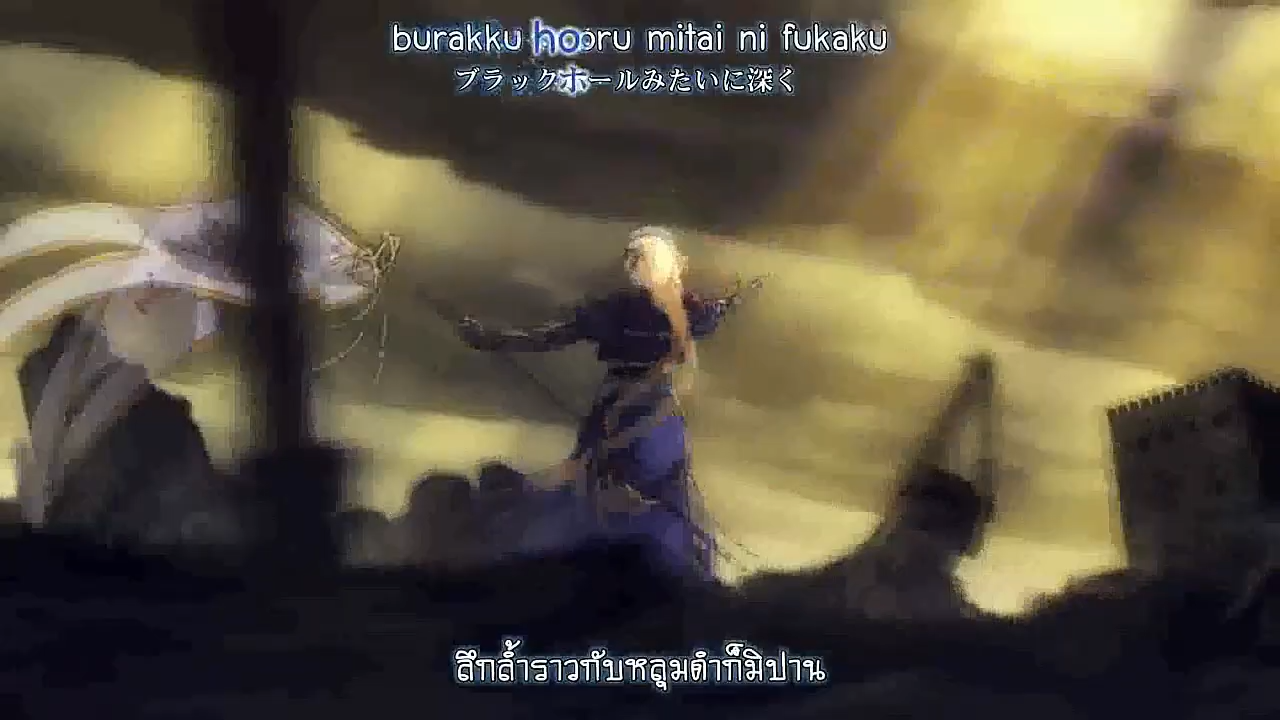 burakku hooru mitai ni fukaku
ブラックホールみたいに深く
สึกล้ำราวกับหลุมดำก็มิปาน